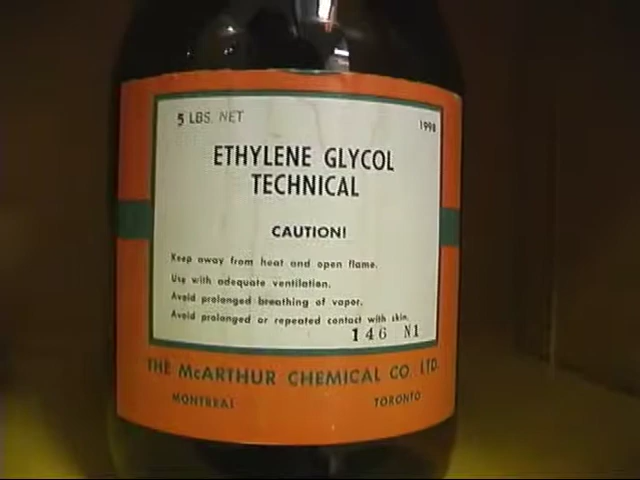 5 LBS. NET 1998
ETHYLENE GLYCOL
TECHNICAL
CAUTION!
Keep away from heat and open flame.
Use with adequate ventilation.
Avoid prolonged breathing of vapor.
Avoid prolonged or repeated contact with skin.
146 N1
THE McARTHUR CHEMICAL CO. LTD.
MONTREAL TORONTO